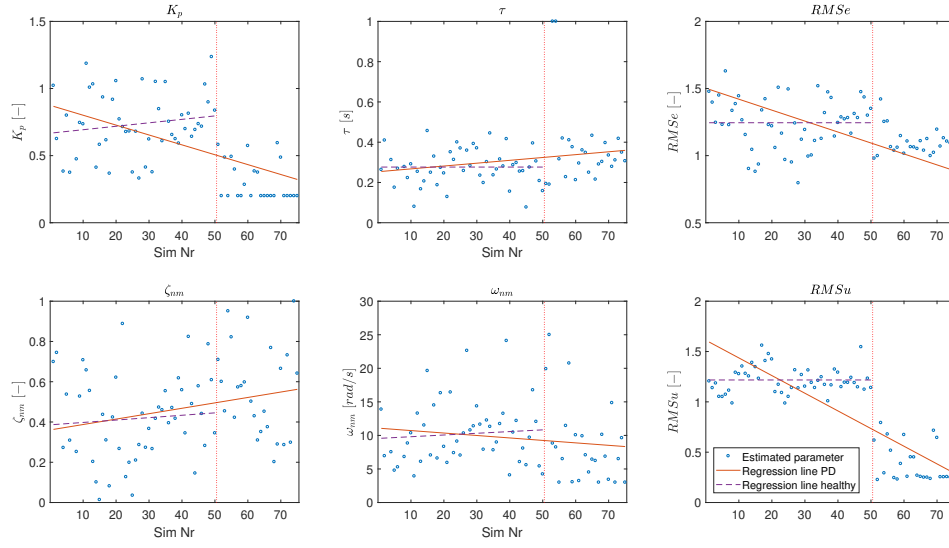 K_p
τ
RMSe
1.5
1
0.5
0
K_p [−]
10 20 30 40 50 60 70
Sim Nr
1
0.8
0.6
0.4
0.2
0
τ [s]
10 20 30 40 50 60 70
Sim Nr
2
1.5
1
0.5
RMSe [−]
10 20 30 40 50 60 70
ζ_nm
ω_nm
RMSu
1
0.8
0.6
0.4
0.2
0
ζ_nm [−]
10 20 30 40 50 60 70
Sim Nr
30
25
20
15
10
5
0
ω_nm [rad/s]
10 20 30 40 50 60 70
Sim Nr
2
1.5
1
0.5
0
RMSu [−]
10 20 30 40 50 60 70
Estimated parameter
Regression line PD
Regression line healthy